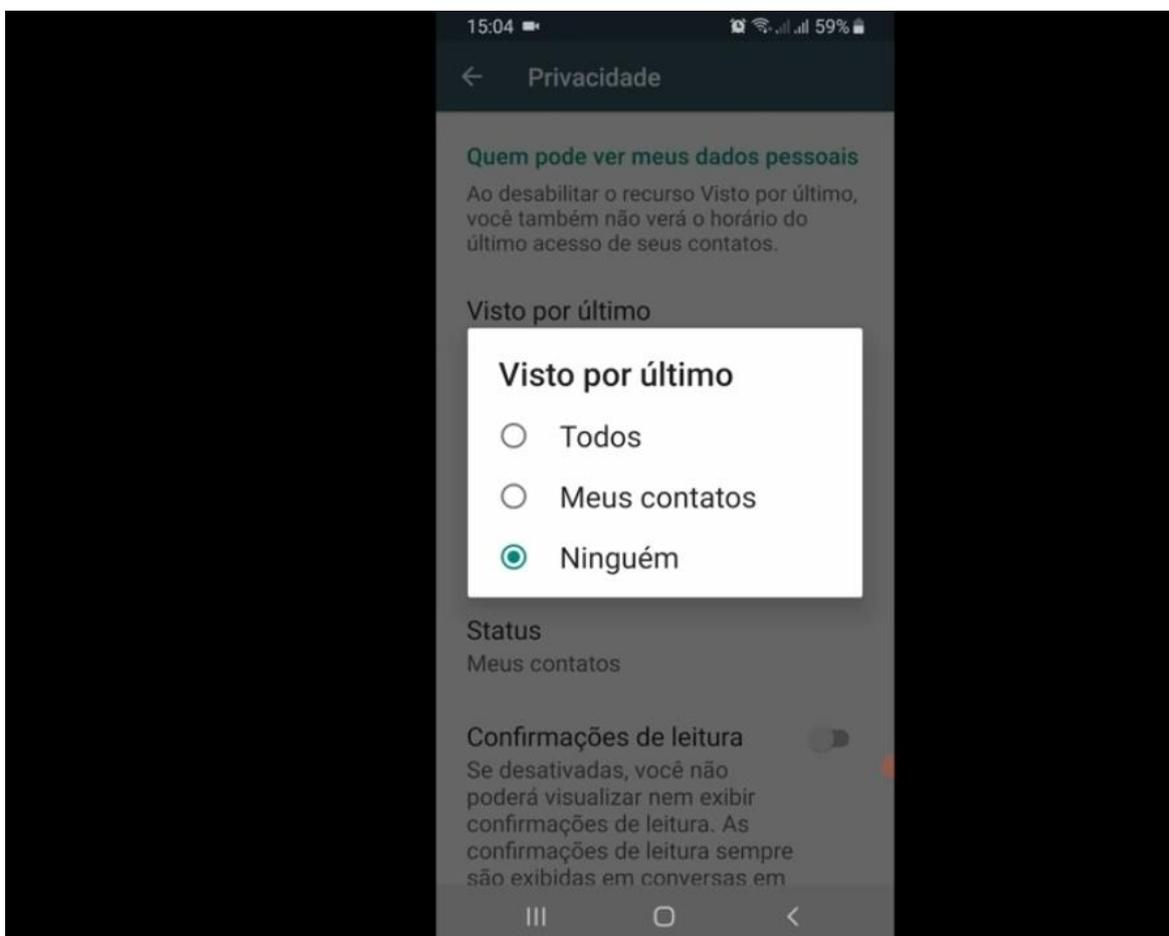 15:04 59%
Privacidade
Quem pode ver meus dados pessoais
Ao desabilitar o recurso Visto por último,
você também não verá o horário do
último acesso de seus contatos.
Visto por último
Visto por último
Todos
Meus contatos
Ninguém
Status
Meus contatos
Confirmações de leitura
Se desativadas, você não
poderá visualizar nem exibir
confirmações de leitura. As
confirmações de leitura sempre
são exibidas em conversas em